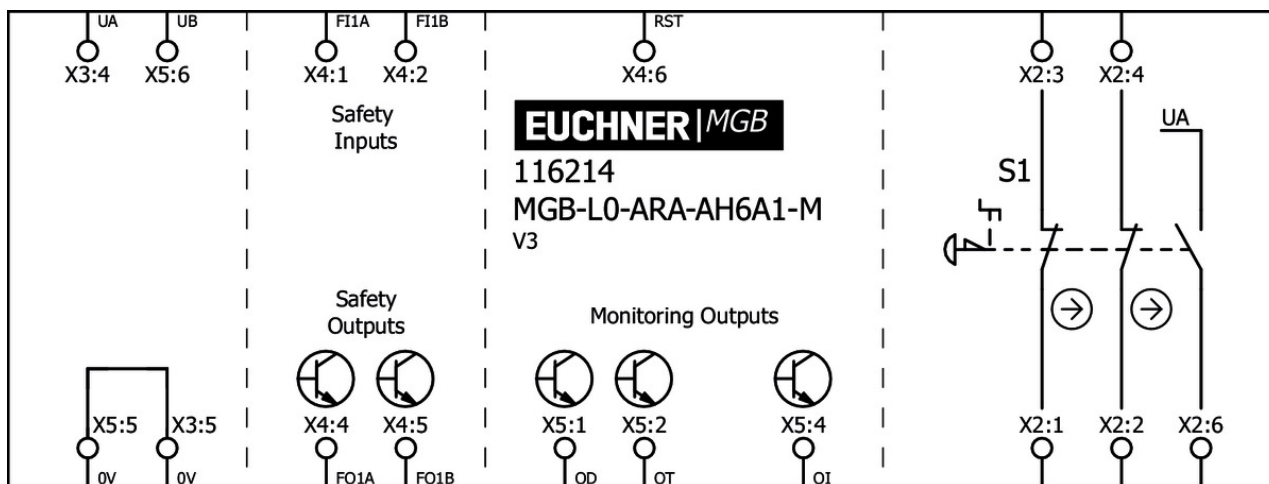 UA UB FI1A FI1B RST
X3:4 X5:6 X4:1 X4:2 X4:6 X2:3 X2:4
Safety
Inputs
EUCHNER MGB
UA
116214
S1
MGB-L0-ARA-AH6A1-M
V3
Safety
Outputs
Monitoring Outputs
X5:5 X3:5 X4:4 X4:5 X5:1 X5:2 X5:4 X2:1 X2:2 X2:6
0V 0V FO1A FO1B OD OT OI